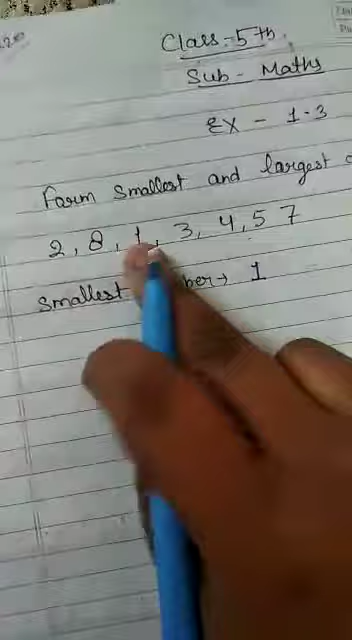 Class:- 5th.
Sub - Maths
EX - 1.3
Form smallest and largest
2, 8, 1, 3, 4, 5 7
Smallest → 1